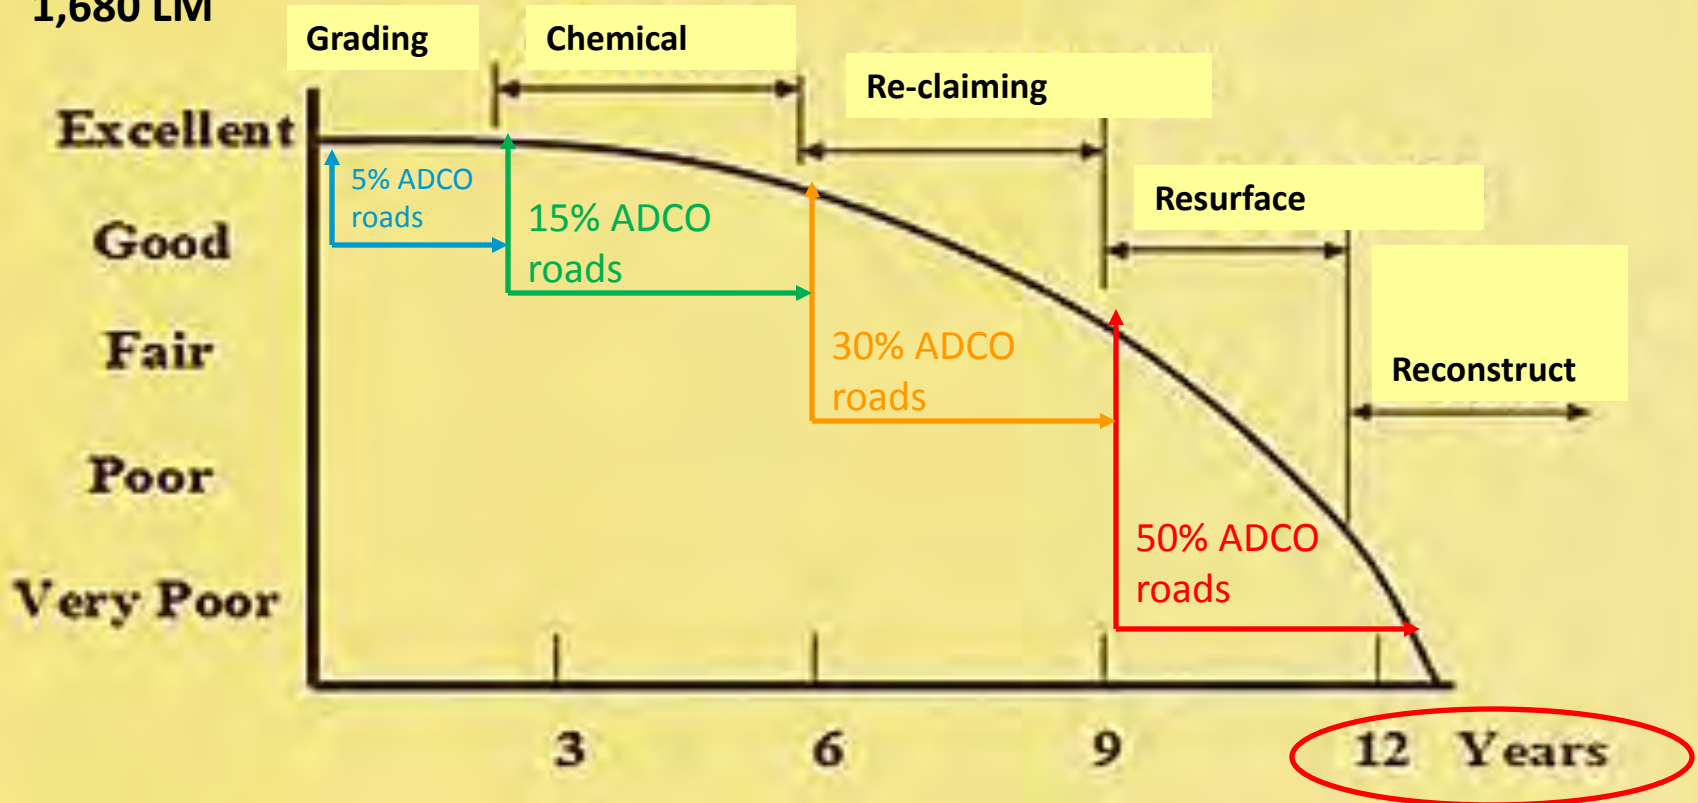 1,680 LM
Grading
Chemical
Re-claiming
Excellent
5% ADCO
roads
Resurface
15% ADCO
roads
Good
Fair
30% ADCO
roads
Reconstruct
Poor
50% ADCO
roads
Very Poor
3 6 9 12 Years